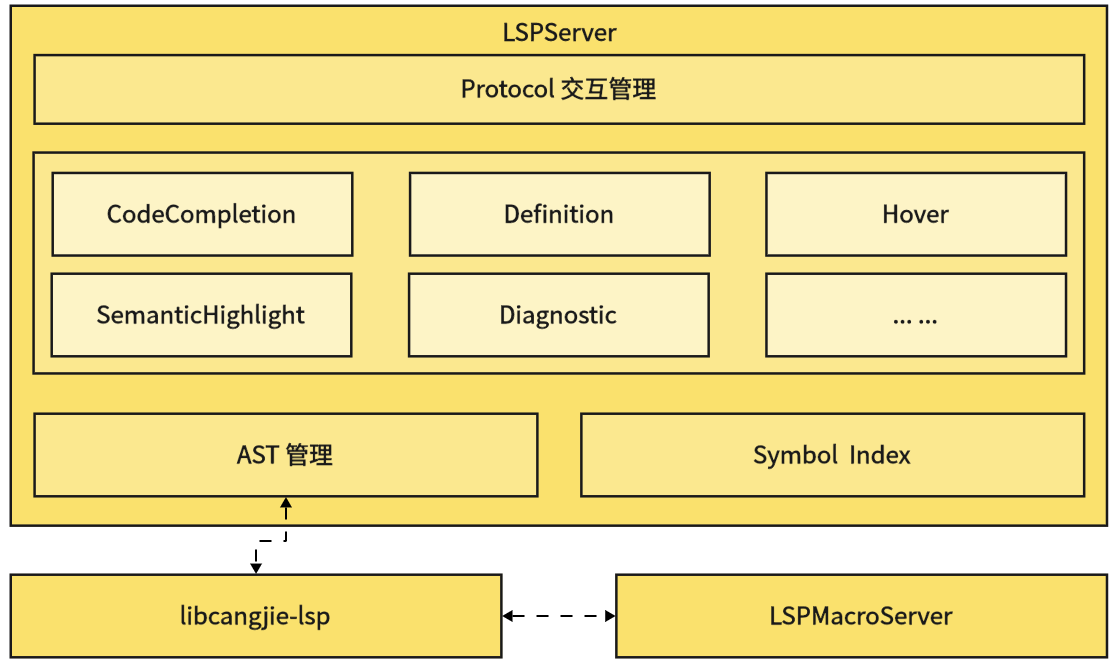 LSPServer
Protocol 交互管理
CodeCompletion
Definition
Hover
SemanticHighlight
Diagnostic
... ...
AST 管理
Symbol Index
libcangjie-lsp
LSPMacroServer